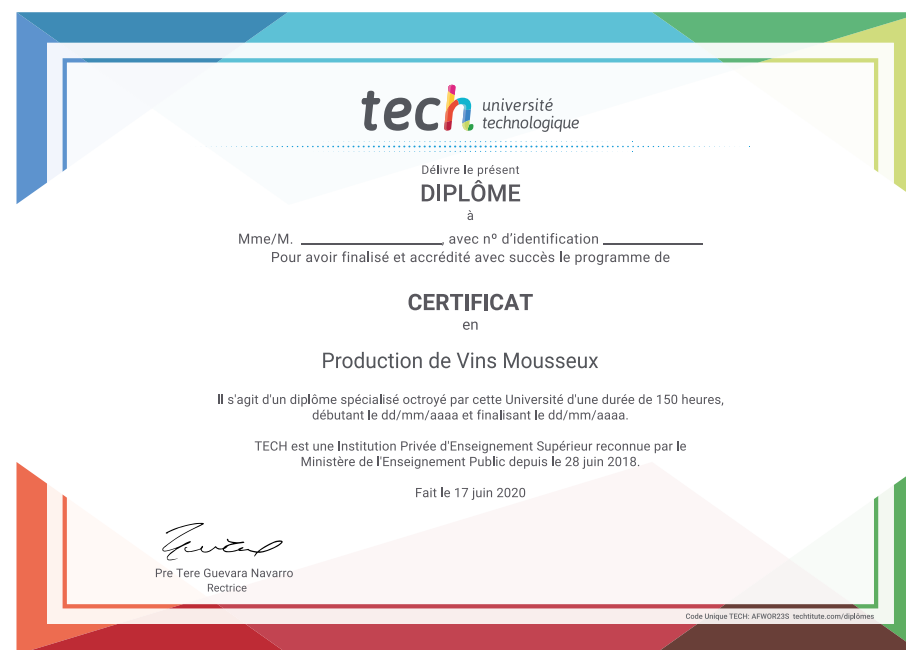 tech université
technologique
Délivre le présent
DIPLÔME
à
Mme/M. ____________________, avec nº d'identification ______________
Pour avoir finalisé et accrédité avec succès le programme de
CERTIFICAT
en
Production de Vins Mousseux
Il s'agit d'un diplôme spécialisé octroyé par cette Université d'une durée de 150 heures,
débutant le dd/mm/aaaa et finalisant le dd/mm/aaaa.
TECH est une Institution Privée d'Enseignement Supérieur reconnue par le
Ministère de l'Enseignement Public depuis le 28 juin 2018.
Fait le 17 juin 2020
Pre Tere Guevara Navarro
Rectrice
Code Unique TECH: AFWOR23S techtitute.com/diplômes